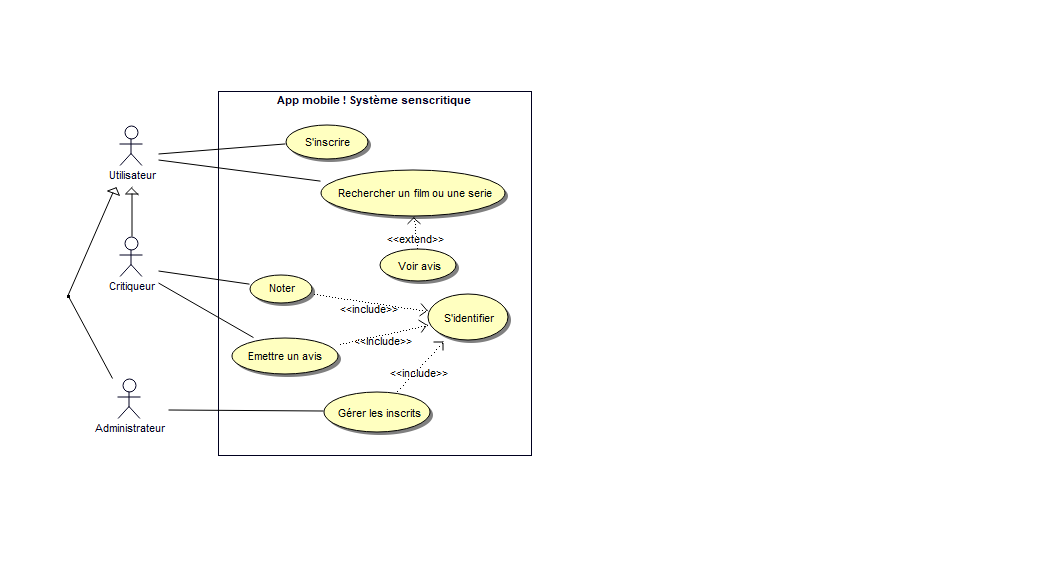 App mobile ! Système senscritique
S'inscrire
Utilisateur
Rechercher un film ou une serie
<<extend>>
Voir avis
Critiqueur
Noter
<<include>>
S'identifier
<<include>>
Emettre un avis
<<include>>
Gérer les inscrits
Administrateur